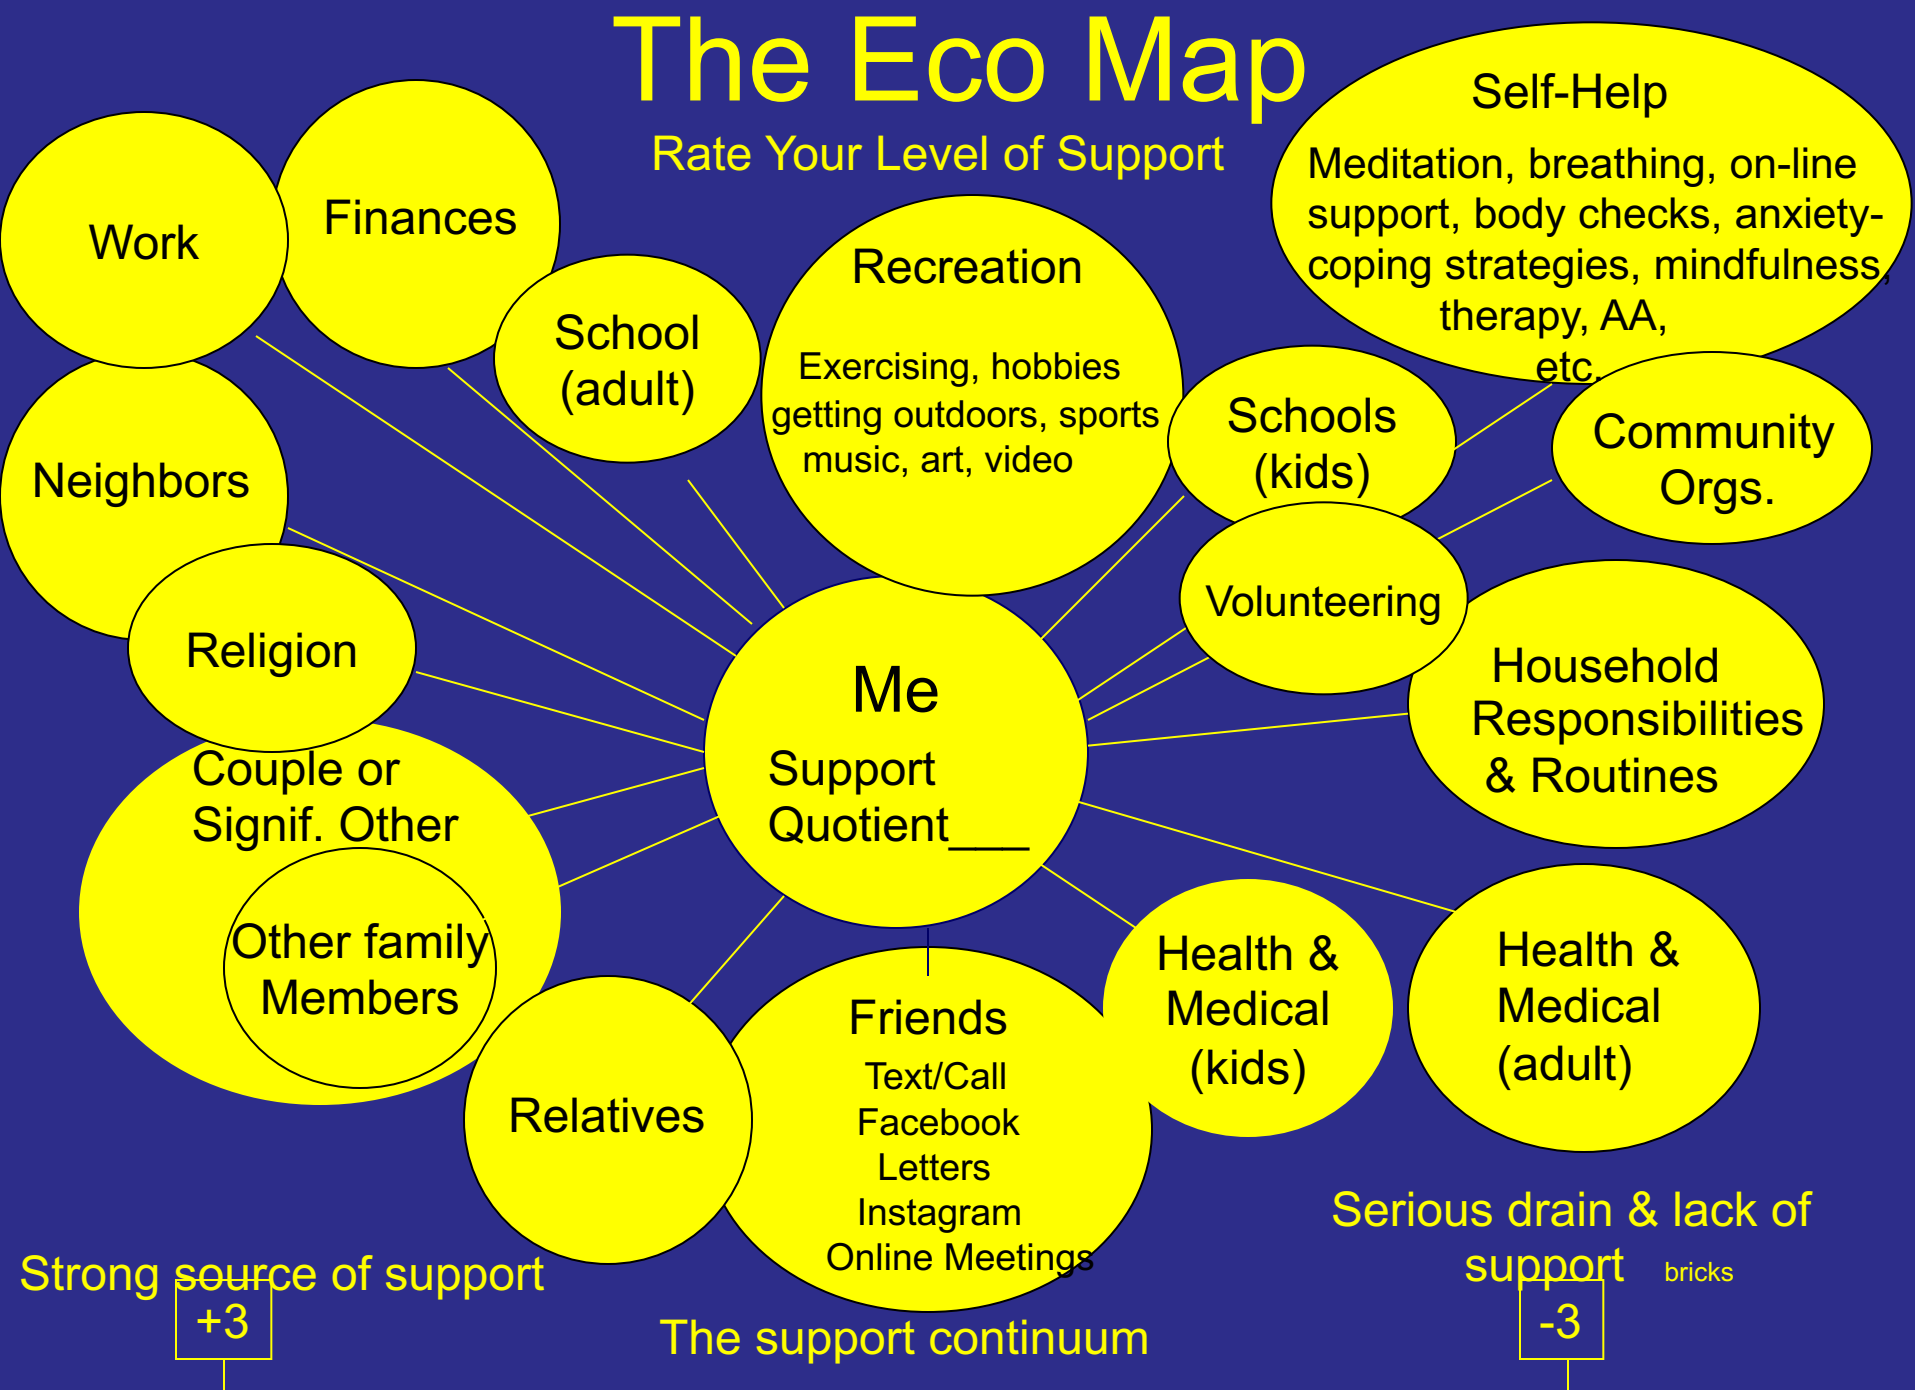 The Eco Map
Rate Your Level of Support
Self-Help
Meditation, breathing, on-line
support, body checks, anxiety-
coping strategies, mindfulness,
therapy, AA,
etc.
Work
Finances
School
(adult)
Recreation
Exercising, hobbies
getting outdoors, sports
music, art, video
Schools
(kids)
Community
Orgs.
Neighbors
Religion
Volunteering
Household
Responsibilities
& Routines
Me
Support
Quotient___
Couple or
Signif. Other
Other family
Members
Relatives
Friends
Text/Call
Facebook
Letters
Instagram
Online Meetings
Health &
Medical
(kids)
Health &
Medical
(adult)
Strong source of support
+3
The support continuum
Serious drain & lack of
support bricks
-3